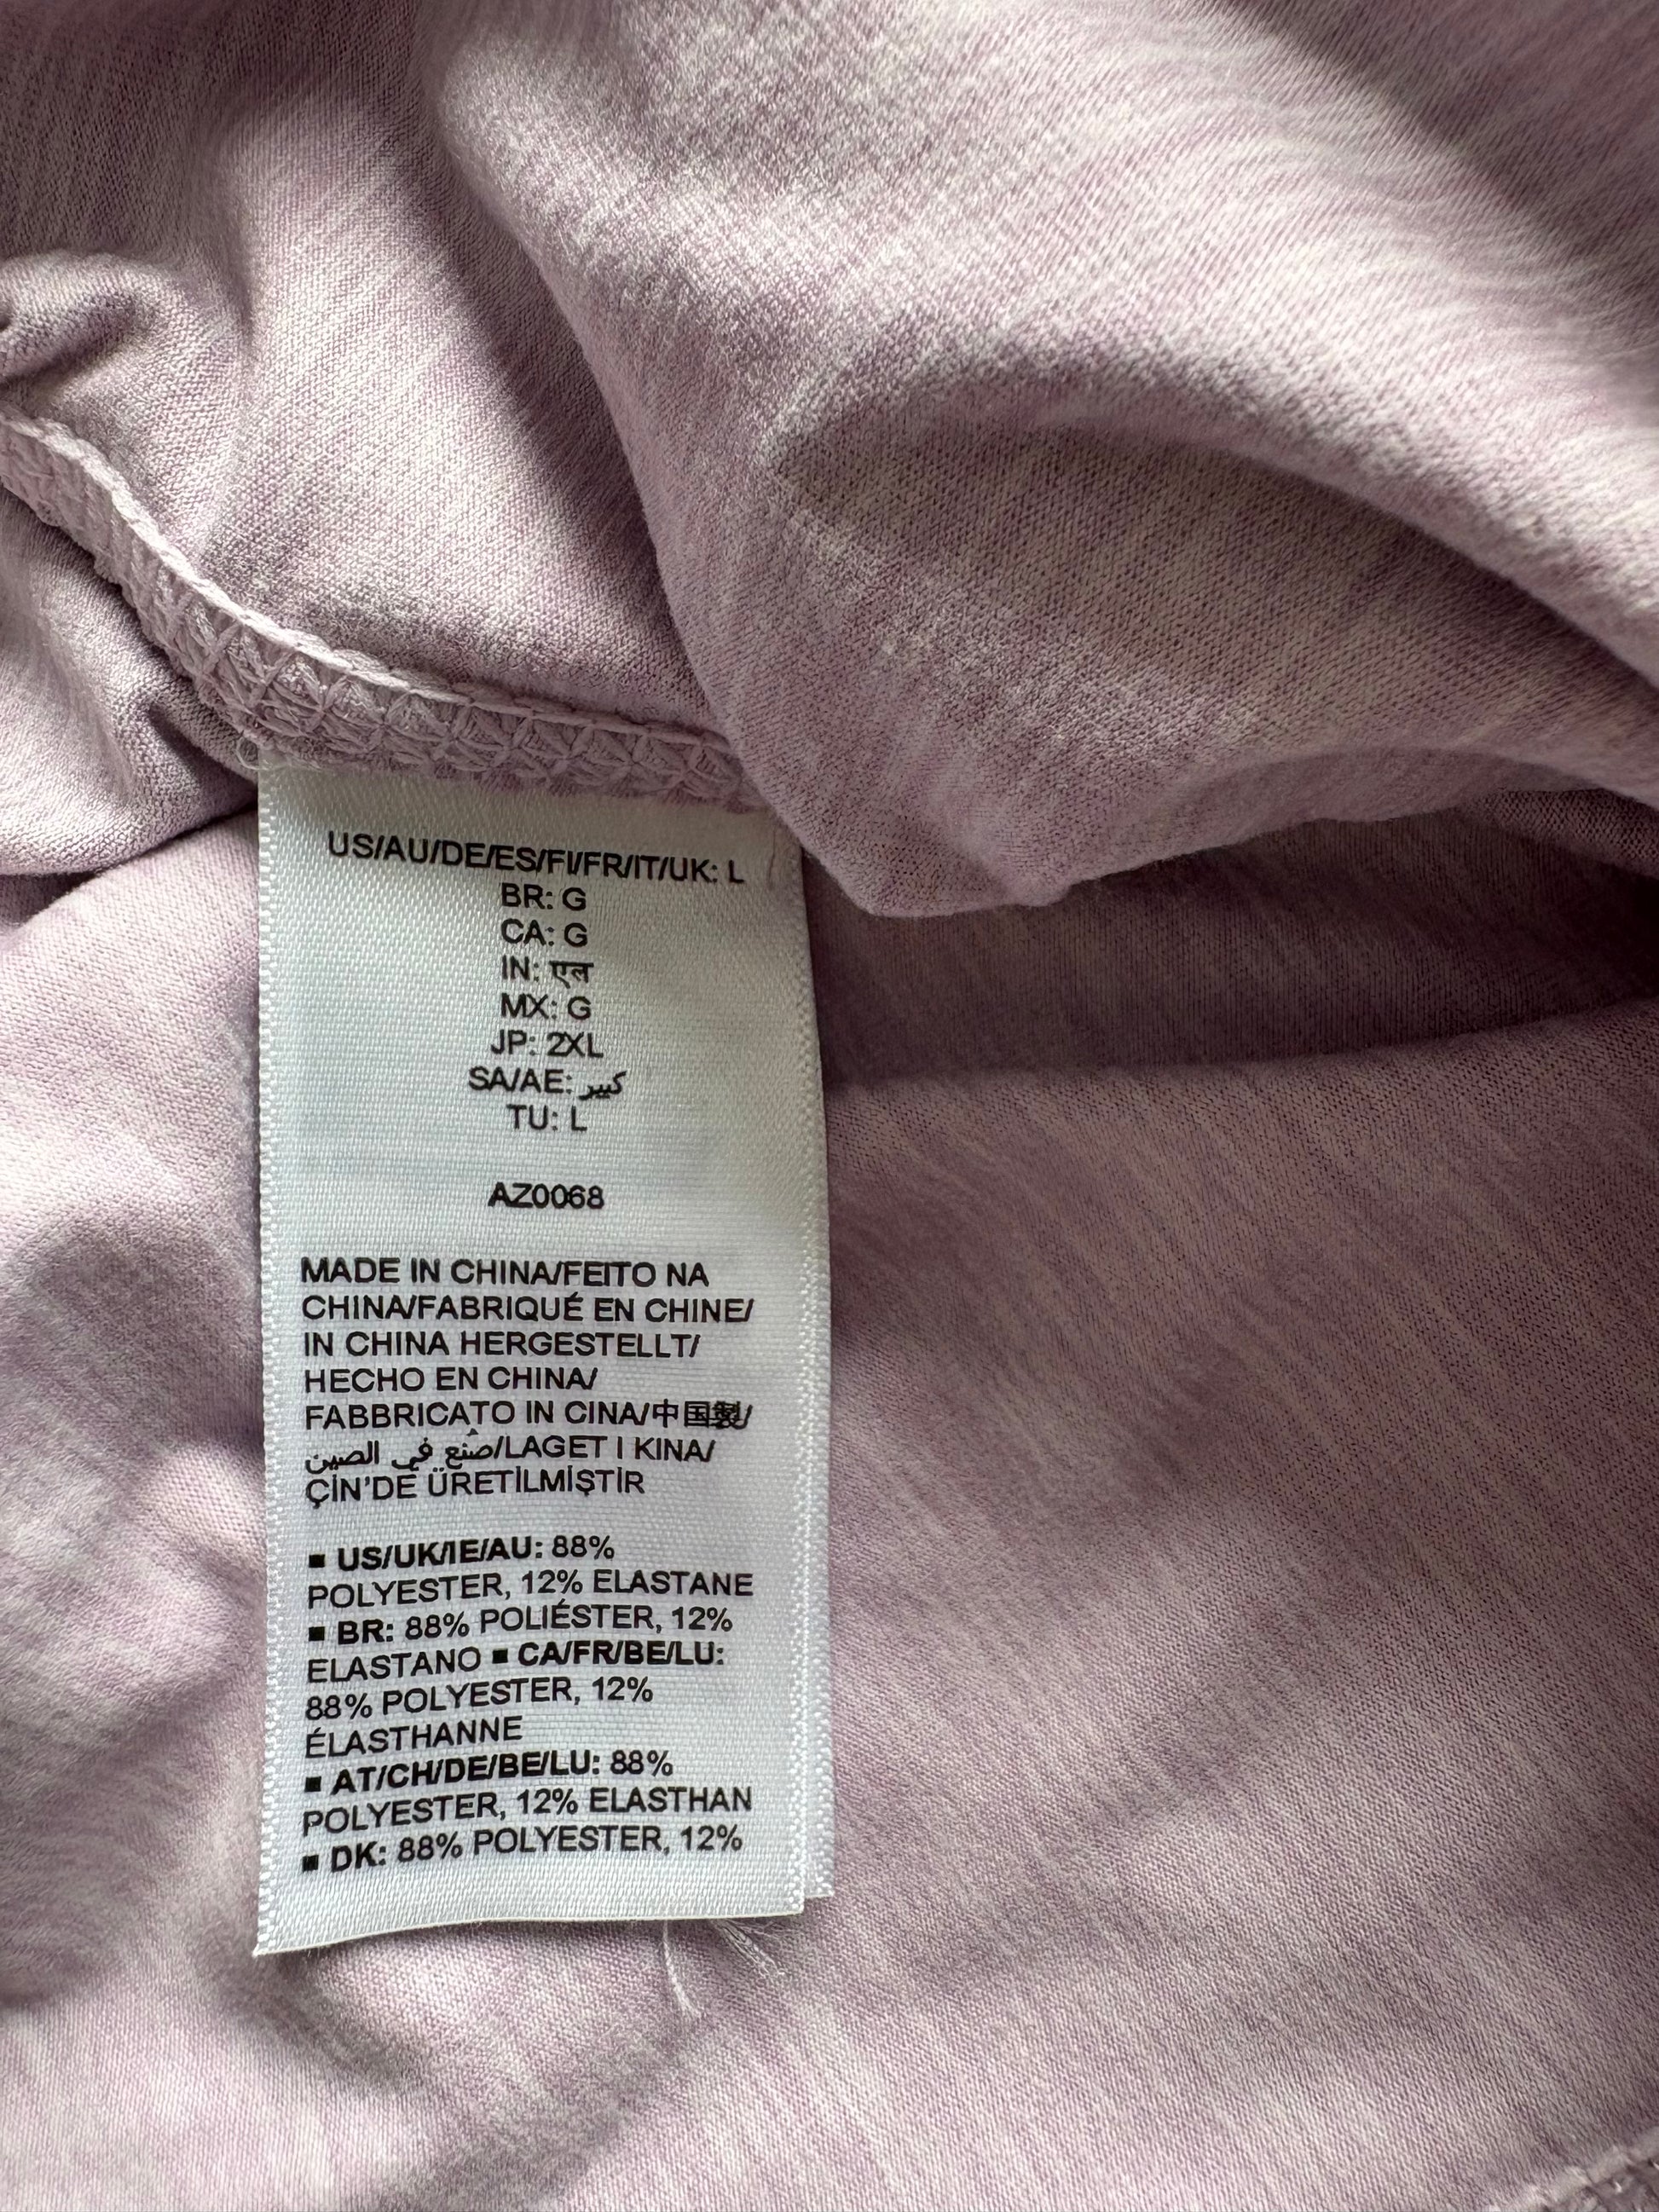 US/AU/DE/ES/FI/FR/IT/UK: L
BR: G
CA: G
IN: एल
MX: G
JP: 2XL
SA/AE: كبير
TU: L
AZ0068
MADE IN CHINA/FEITO NA
CHINA/FABRIQUÉ EN CHINE/
IN CHINA HERGESTELLT/
HECHO EN CHINA/
FABBRICATO IN CINA/中国製/
صُنع في الصين/LAGET I KINA/
ÇİN'DE ÜRETİLMİŞTİR
▪ US/UK/IE/AU: 88%
POLYESTER, 12% ELASTANE
▪ BR: 88% POLIÉSTER, 12%
ELASTANO ▪ CA/FR/BE/LU:
88% POLYESTER, 12%
ÉLASTHANNE
▪ AT/CH/DE/BE/LU: 88%
POLYESTER, 12% ELASTHAN
▪ DK: 88% POLYESTER, 12%